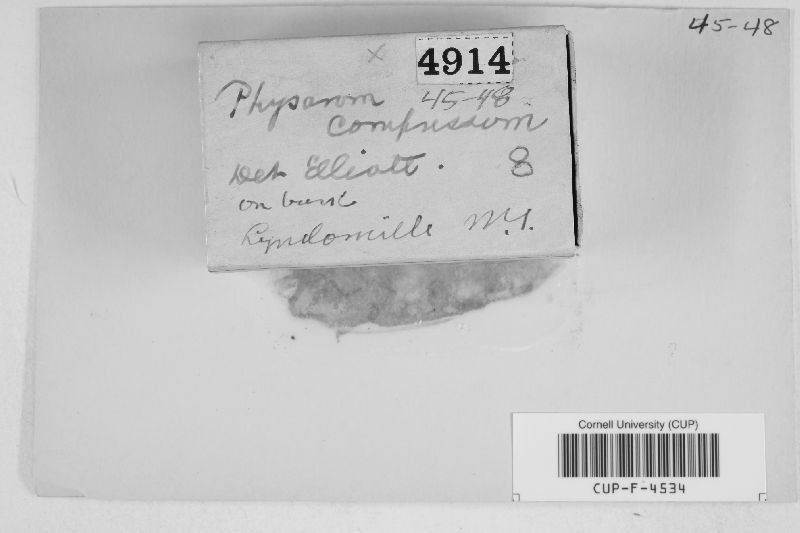 45-48
x
4914
Physarum 45-48
compressum
Det Elliott. 8
on bark
Lyndonville N.Y.
Cornell University (CUP)
CUP-F-4534